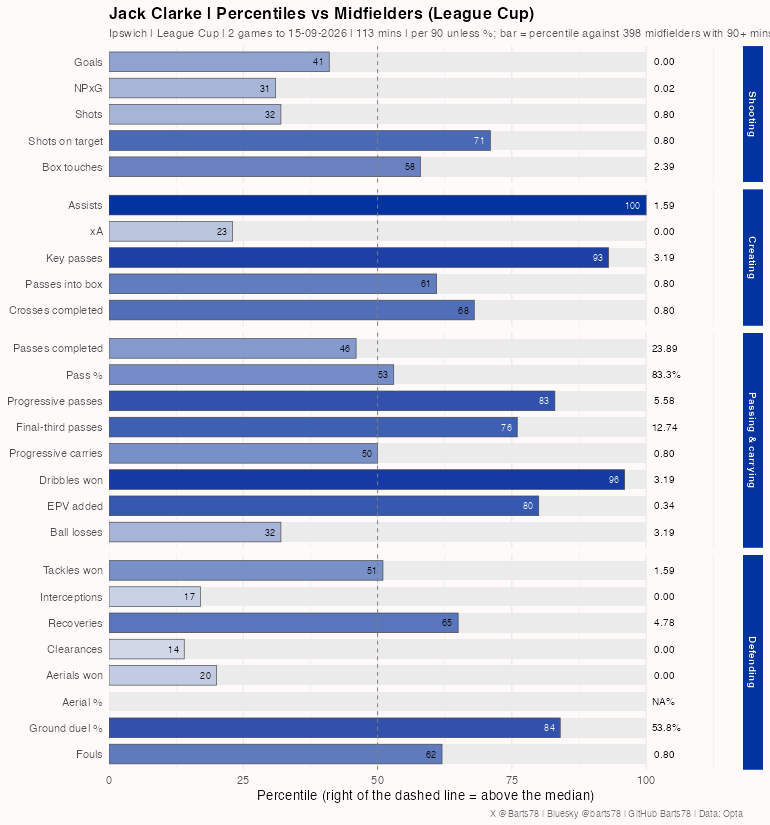 Jack Clarke | Percentiles vs Midfielders (League Cup)
Ipswich | League Cup | 2 games to 15-09-2026 | 113 mins | per 90 unless %; bar = percentile against 398 midfielders with 90+ mins
Shooting
Goals 41 0.00
NPxG 31 0.02
Shots 32 0.80
Shots on target 71 0.80
Box touches 58 2.39
Creating
Assists 100 1.59
xA 23 0.00
Key passes 93 3.19
Passes into box 61 0.80
Crosses completed 68 0.80
Passing & carrying
Passes completed 46 23.89
Pass % 53 83.3%
Progressive passes 83 5.58
Final-third passes 76 12.74
Progressive carries 50 0.80
Dribbles won 96 3.19
EPV added 80 0.34
Ball losses 32 3.19
Defending
Tackles won 51 1.59
Interceptions 17 0.00
Recoveries 65 4.78
Clearances 14 0.00
Aerials won 20 0.00
Aerial % NA%
Ground duel % 84 53.8%
Fouls 62 0.80
0 25 50 75 100
Percentile (right of the dashed line = above the median)
X @Barts78 | Bluesky @barts78 | GitHub Barts78 | Data: Opta